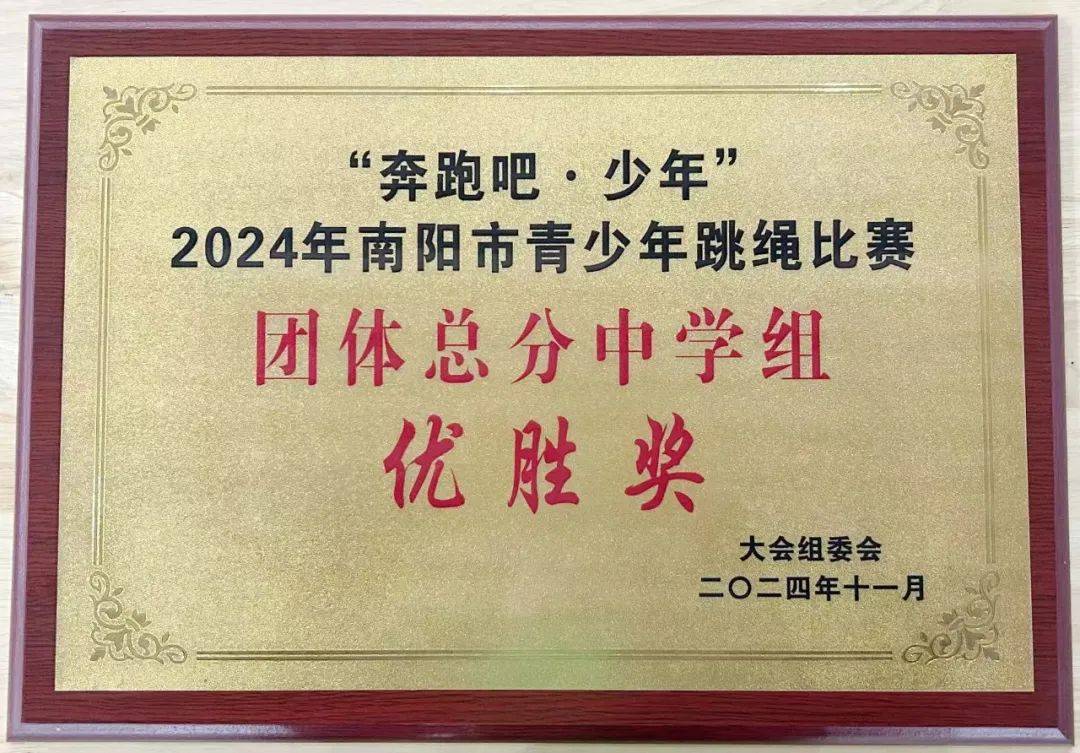 “奔跑吧·少年”
2024年南阳市青少年跳绳比赛
团体总分中学组
优胜奖
大会组委会
二〇二四年十一月